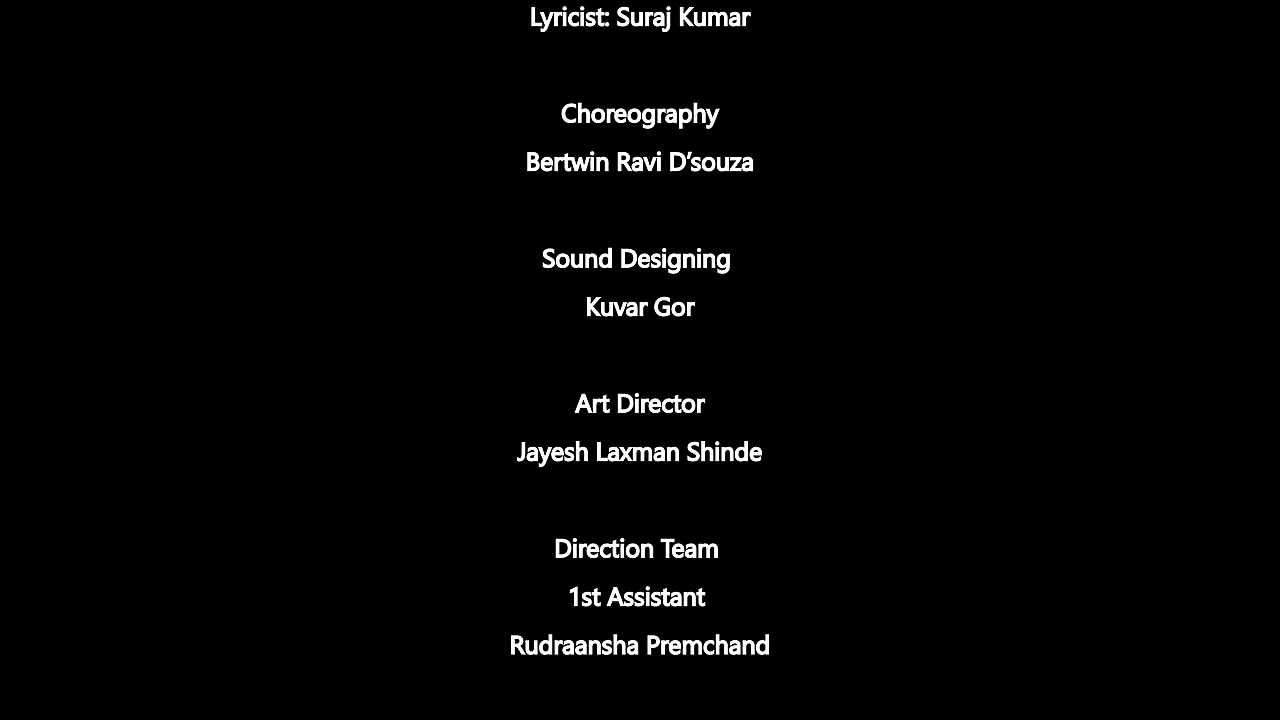 Lyricist: Suraj Kumar
Choreography
Bertwin Ravi D’souza
Sound Designing
Kuvar Gor
Art Director
Jayesh Laxman Shinde
Direction Team
1st Assistant
Rudraansha Premchand